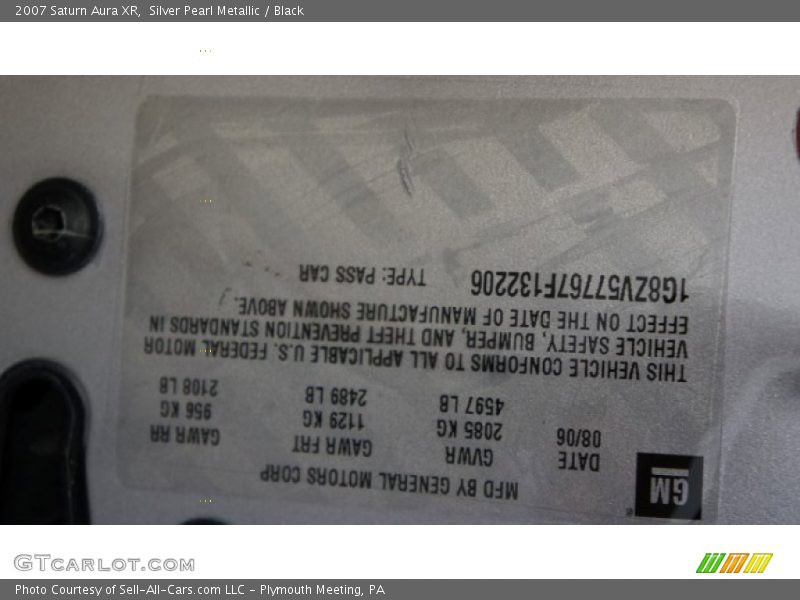 2007 Saturn Aura XR, Silver Pearl Metallic / Black
GM
MFD BY GENERAL MOTORS CORP
DATE GVWR GAWR FRT GAWR RR
08/06 2085 KG 1129 KG 956 KG
4597 LB 2489 LB 2108 LB
THIS VEHICLE CONFORMS TO ALL APPLICABLE U.S. FEDERAL MOTOR
VEHICLE SAFETY, BUMPER, AND THEFT PREVENTION STANDARDS IN
EFFECT ON THE DATE OF MANUFACTURE SHOWN ABOVE.
1G8ZV57767F132206 TYPE: PASS CAR
GTCARLOT.COM
Photo Courtesy of Sell-All-Cars.com LLC - Plymouth Meeting, PA